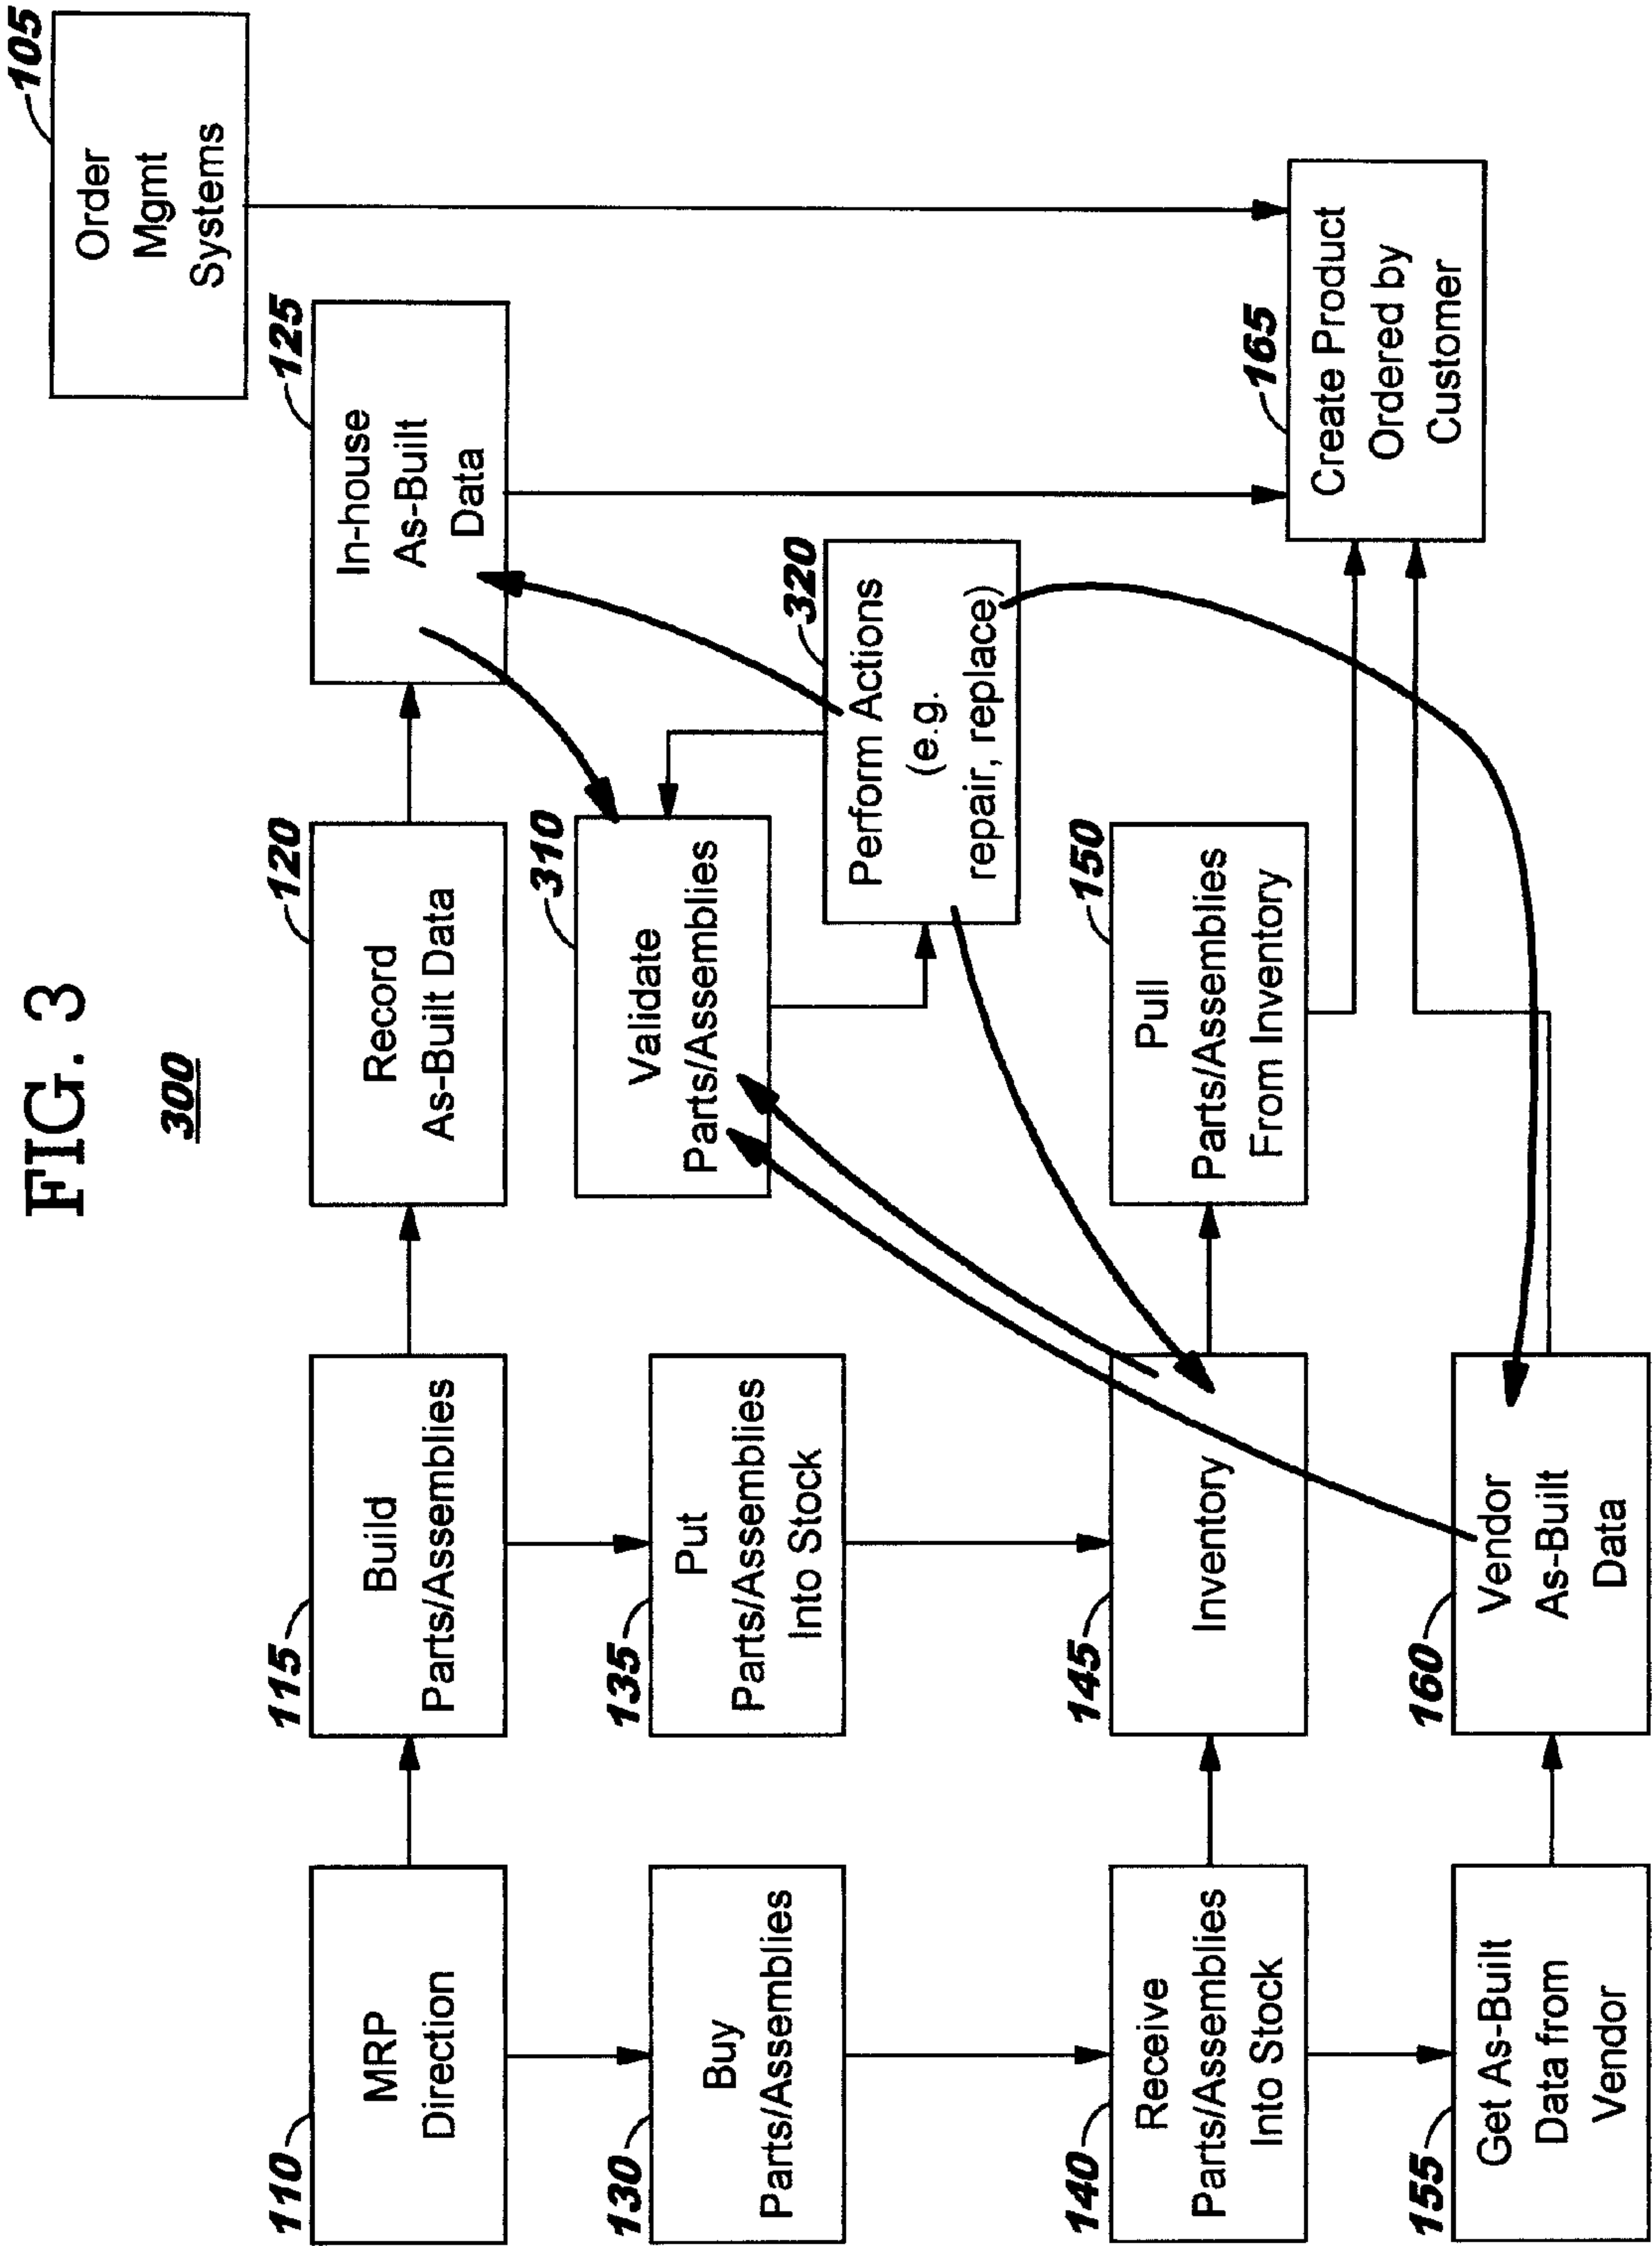 FIG. 3
300
105
Order
Mgmt
Systems
110
MRP
Direction
115
Build
Parts/Assemblies
120
Record
As-Built Data
125
In-house
As-Built
Data
130
Buy
Parts/Assemblies
135
Put
Parts/Assemblies
Into Stock
310
Validate
Parts/Assemblies
320
Perform Actions
(e.g.
repair, replace)
140
Receive
Parts/Assemblies
Into Stock
145
Inventory
150
Pull
Parts/Assemblies
From Inventory
165
Create Product
Ordered by
Customer
155
Get As-Built
Data from
Vendor
160
Vendor
As-Built
Data